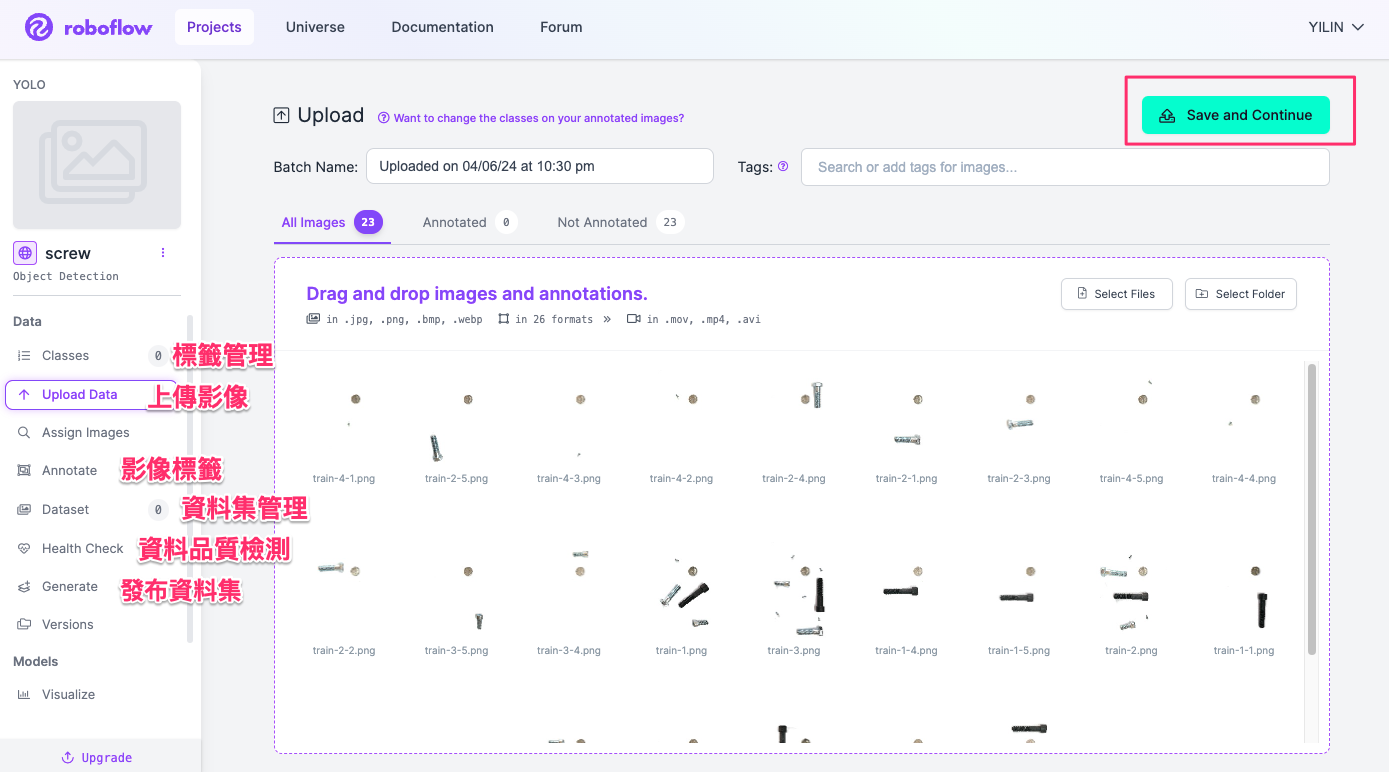 roboflow Projects Universe Documentation Forum YILIN
YOLO
screw
Object Detection
Data
Classes 0 標籤管理
Upload Data 上傳影像
Assign Images
Annotate 影像標籤
Dataset 0 資料集管理
Health Check 資料品質檢測
Generate 發布資料集
Versions
Models
Visualize
Upgrade
Upload Want to change the classes on your annotated images? Save and Continue
Batch Name: Uploaded on 04/06/24 at 10:30 pm Tags: Search or add tags for images...
All Images 23 Annotated 0 Not Annotated 23
Drag and drop images and annotations. Select Files Select Folder
in .jpg, .png, .bmp, .webp in 26 formats » in .mov, .mp4, .avi
train-4-1.png train-2-5.png train-4-3.png train-4-2.png train-2-4.png train-2-1.png train-2-3.png train-4-5.png train-4-4.png
train-2-2.png train-3-5.png train-3-4.png train-1.png train-3.png train-1-4.png train-1-5.png train-2.png train-1-1.png